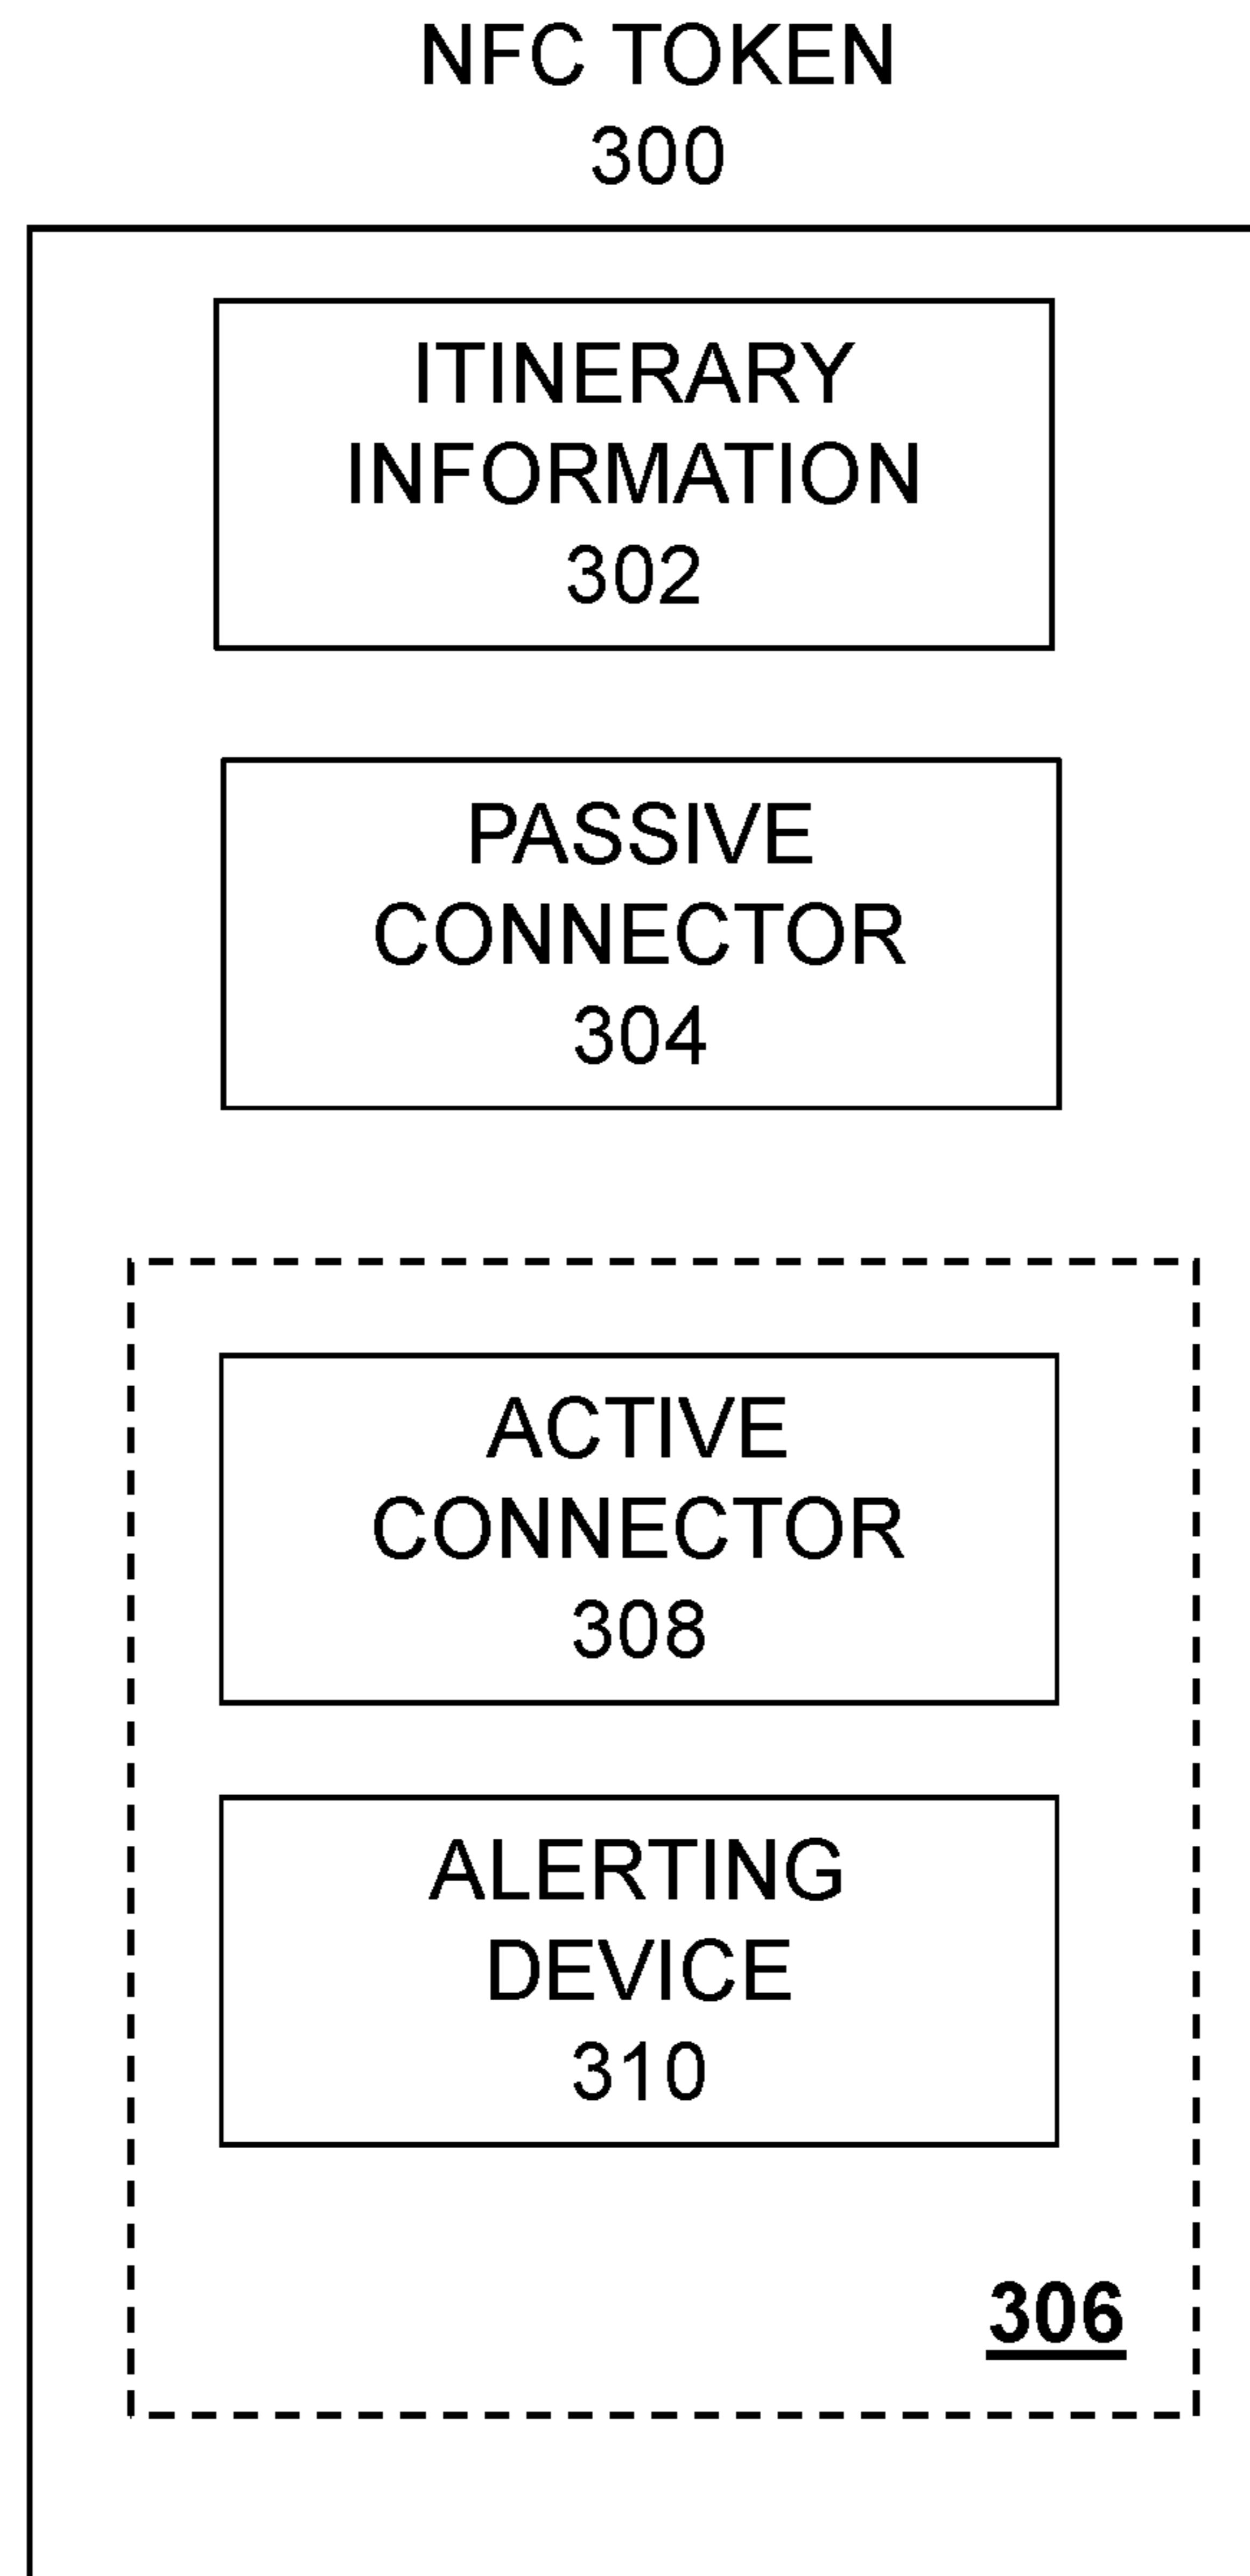 NFC TOKEN
300
ITINERARY
INFORMATION
302
PASSIVE
CONNECTOR
304
ACTIVE
CONNECTOR
308
ALERTING
DEVICE
310
306